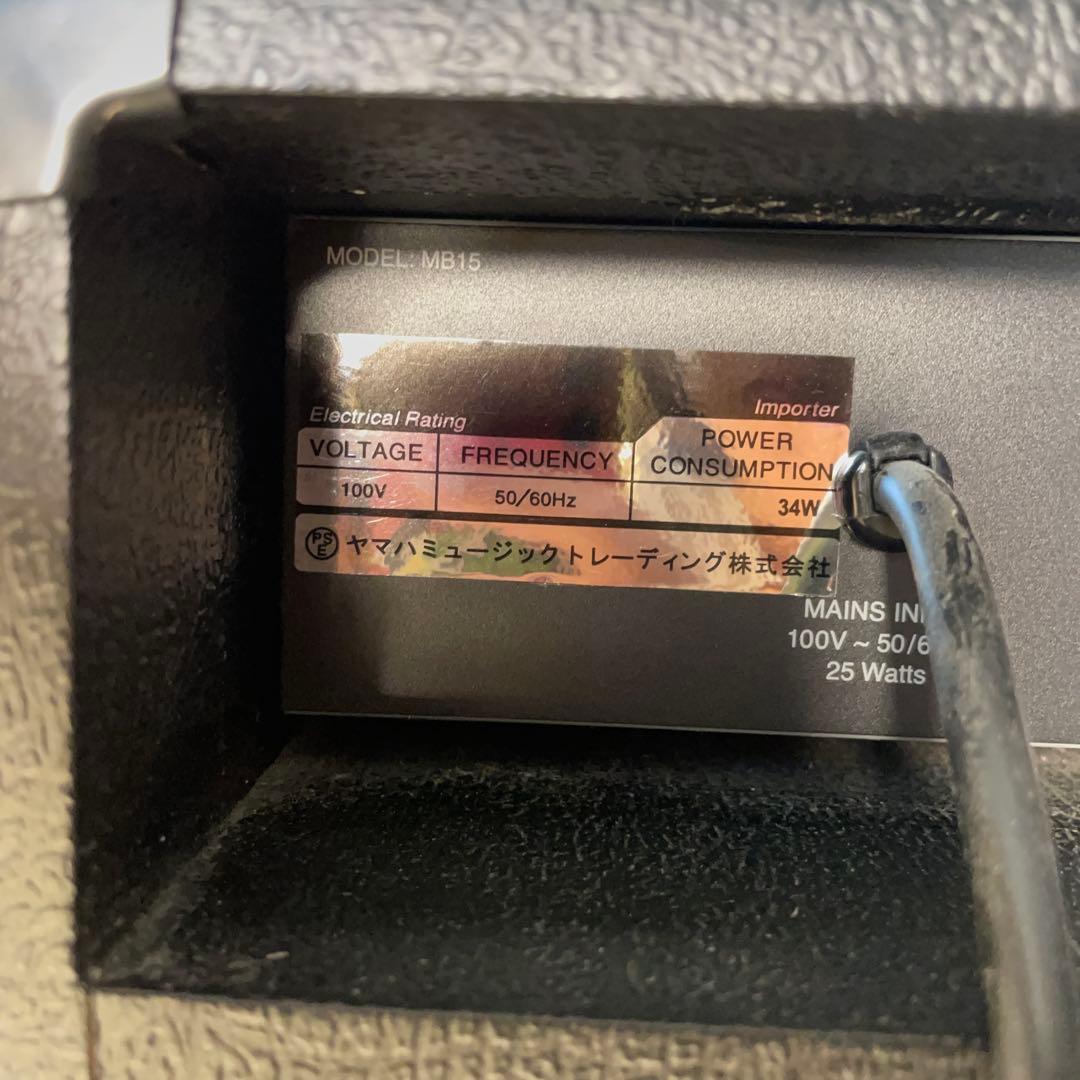 MODEL: MB15
Electrical Rating
Importer
VOLTAGE FREQUENCY POWER CONSUMPTION
100V 50/60Hz 34W
PSE ヤマハミュージックトレーディング株式会社
MAINS IN
100V ~ 50/6
25 Watts